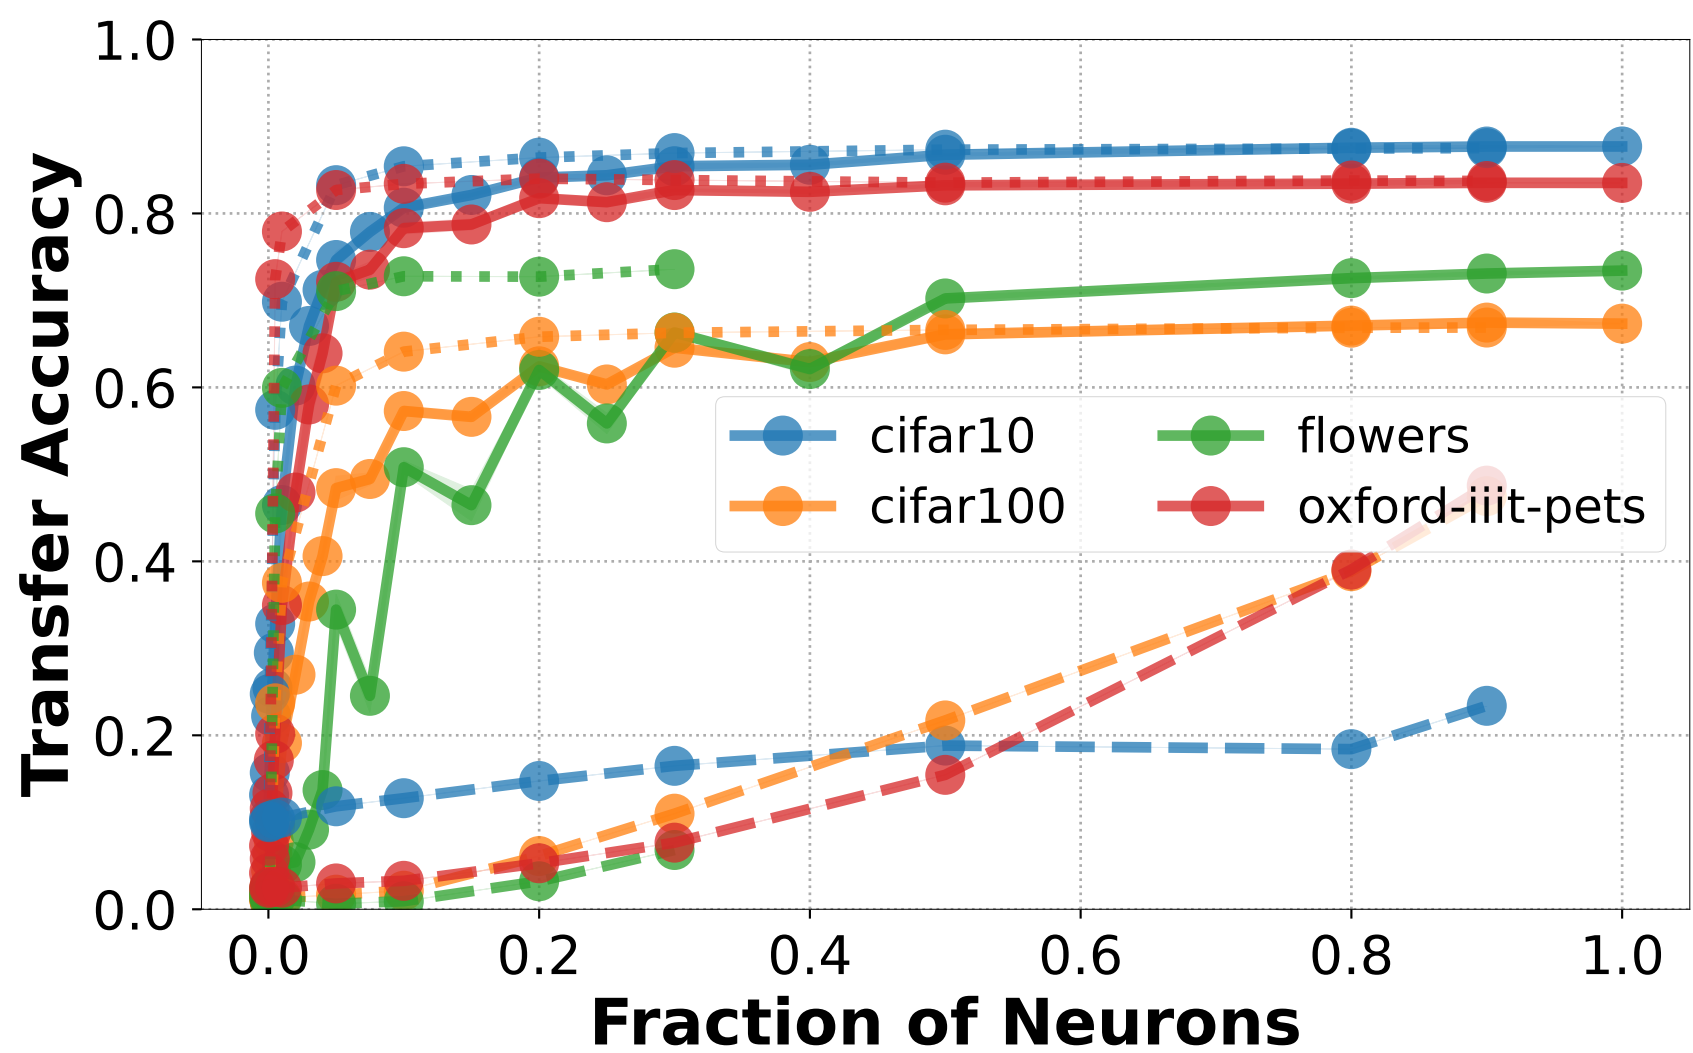 1.0
0.8
0.6
0.4
0.2
0.0
Transfer Accuracy
cifar10
cifar100
flowers
oxford-iiit-pets
0.0 0.2 0.4 0.6 0.8 1.0
Fraction of Neurons